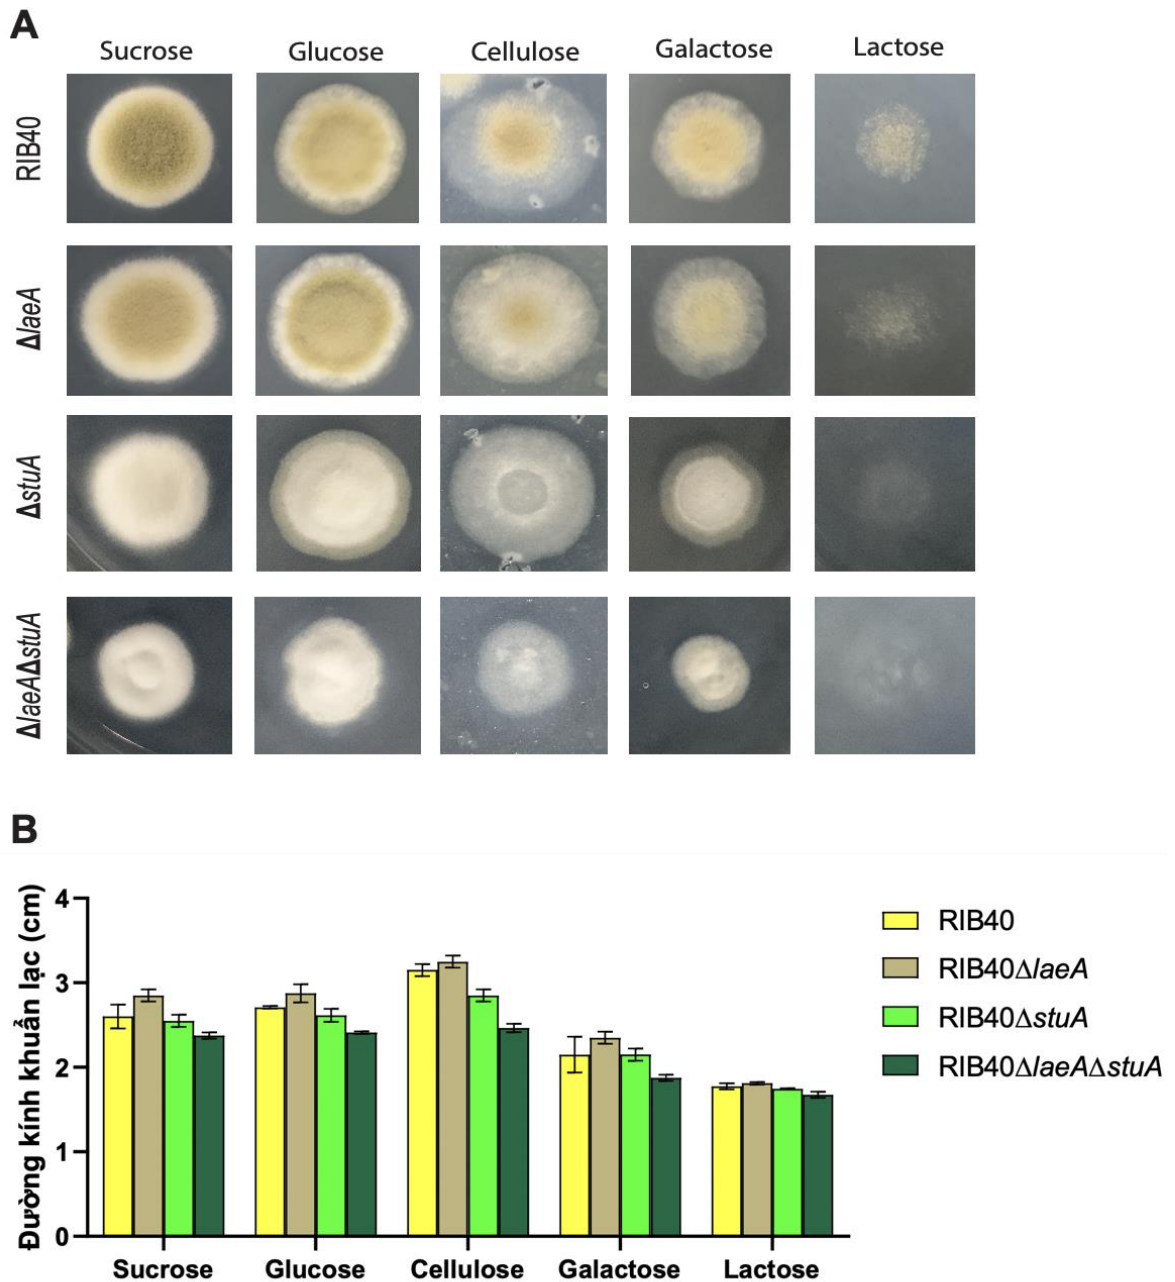 A
Sucrose Glucose Cellulose Galactose Lactose
RIB40
ΔlaeA
ΔstuA
ΔlaeAΔstuA
B
Đường kính khuẩn lạc (cm)
4
3
2
1
0
Sucrose Glucose Cellulose Galactose Lactose
RIB40
RIB40ΔlaeA
RIB40ΔstuA
RIB40ΔlaeAΔstuA